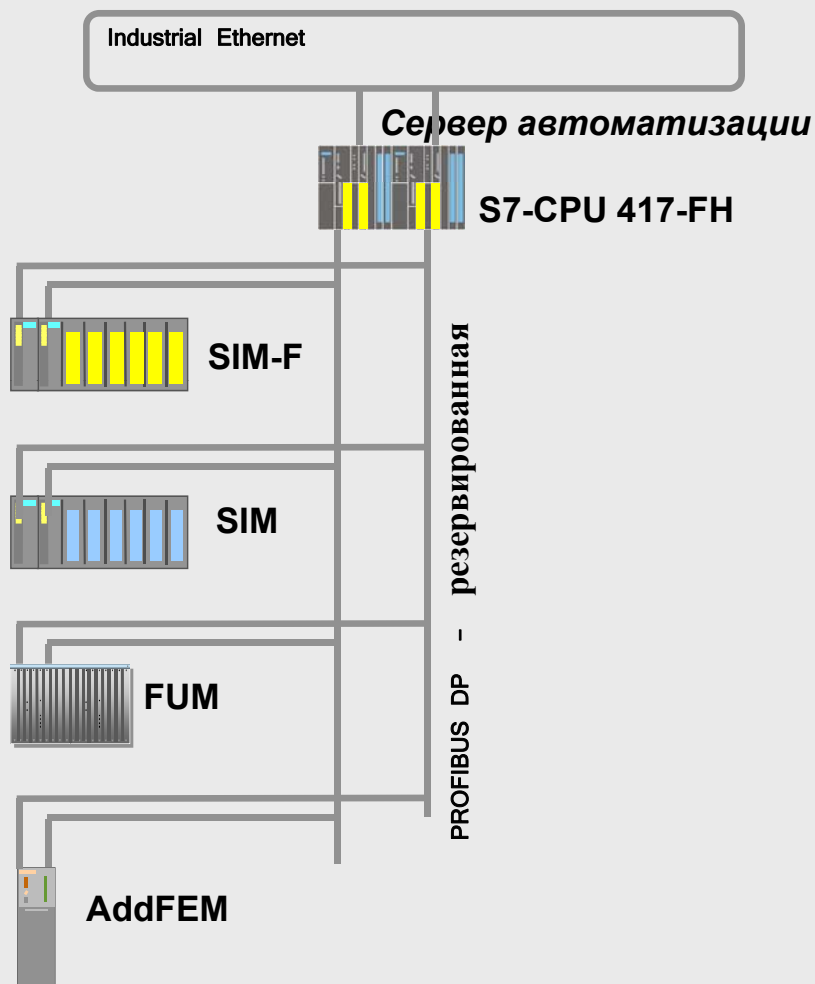 Industrial Ethernet
Сервер автоматизации
S7-CPU 417-FH
SIM-F
SIM
FUM
AddFEM
PROFIBUS DP - резервированная